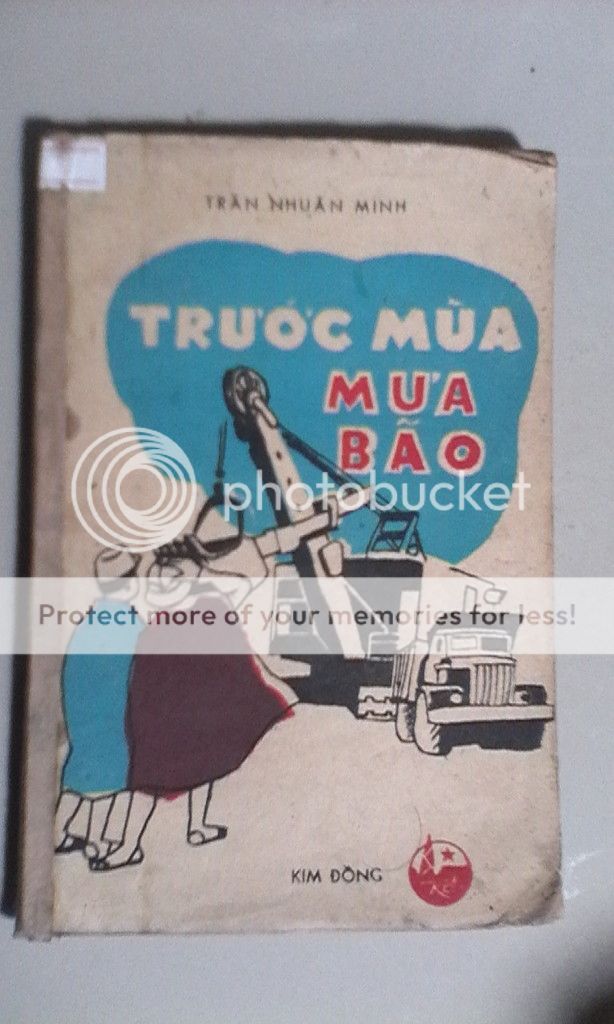 TRẦN NHUẬN MINH
TRƯỚC MÙA
MƯA
BÃO
photobucket
Protect more of your memories for less!
KIM ĐỒNG